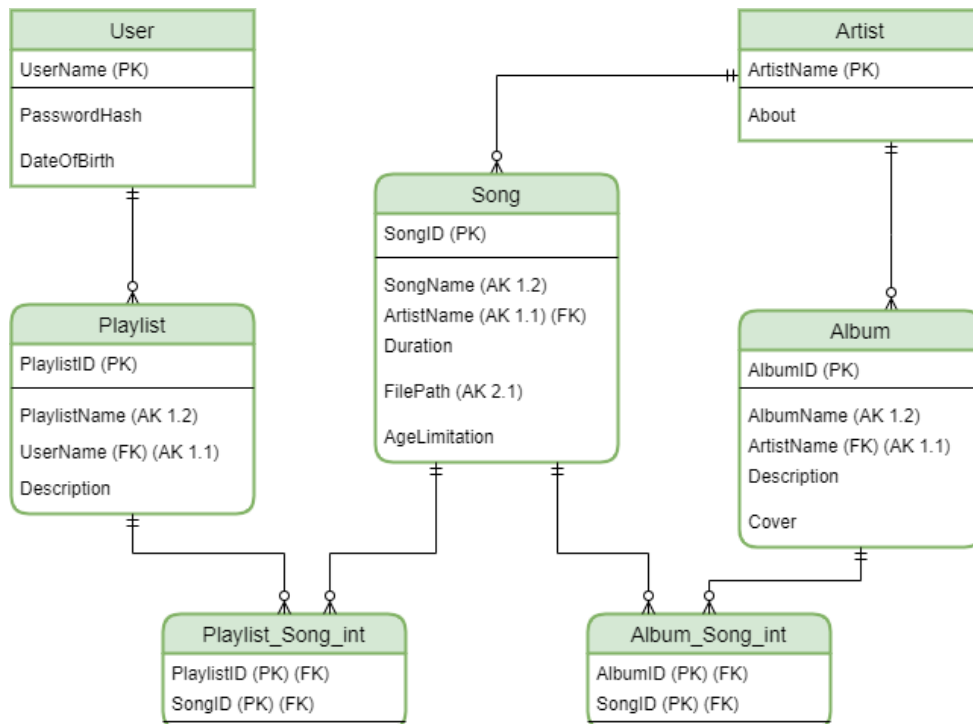 User
UserName (PK)
PasswordHash
DateOfBirth
Artist
ArtistName (PK)
About
Song
SongID (PK)
SongName (AK 1.2)
ArtistName (AK 1.1) (FK)
Duration
FilePath (AK 2.1)
AgeLimitation
Playlist
PlaylistID (PK)
PlaylistName (AK 1.2)
UserName (FK) (AK 1.1)
Description
Album
AlbumID (PK)
AlbumName (AK 1.2)
ArtistName (FK) (AK 1.1)
Description
Cover
Playlist_Song_int
PlaylistID (PK) (FK)
SongID (PK) (FK)
Album_Song_int
AlbumID (PK) (FK)
SongID (PK) (FK)